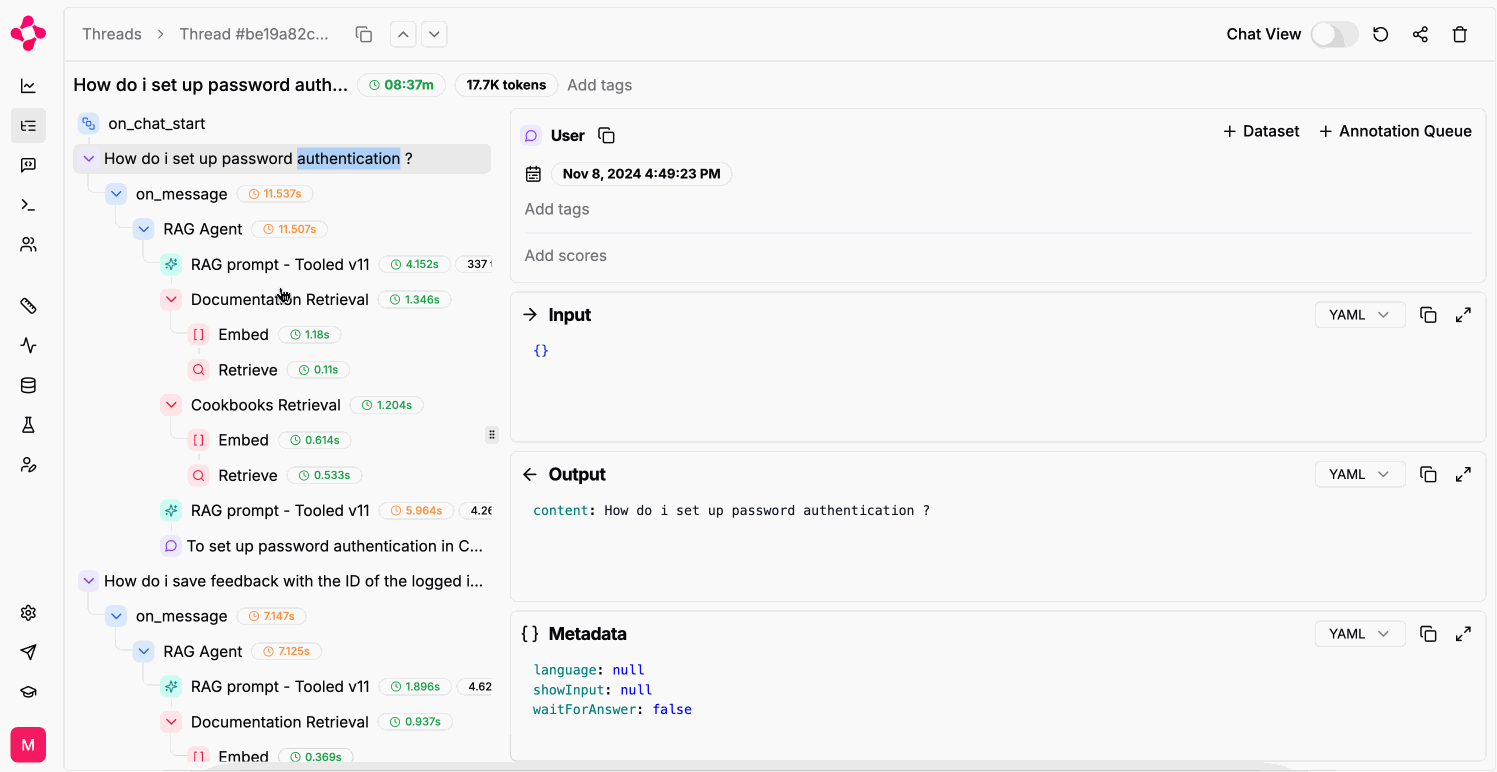 Threads > Thread #be19a82c...
Chat View
How do i set up password auth... 08:37m 17.7K tokens Add tags
on_chat_start
How do i set up password authentication ?
on_message 11.537s
RAG Agent 11.507s
RAG prompt - Tooled v11 4.152s 337
Documentation Retrieval 1.346s
Embed 1.18s
Retrieve 0.11s
Cookbooks Retrieval 1.204s
Embed 0.614s
Retrieve 0.533s
RAG prompt - Tooled v11 5.964s 4.26
To set up password authentication in C...
How do i save feedback with the ID of the logged i...
on_message 7.147s
RAG Agent 7.125s
RAG prompt - Tooled v11 1.896s 4.62
Documentation Retrieval 0.937s
Embed 0.369s
M
User
+ Dataset + Annotation Queue
Nov 8, 2024 4:49:23 PM
Add tags
Add scores
Input YAML
{}
Output YAML
content: How do i set up password authentication ?
{} Metadata YAML
language: null
showInput: null
waitForAnswer: false